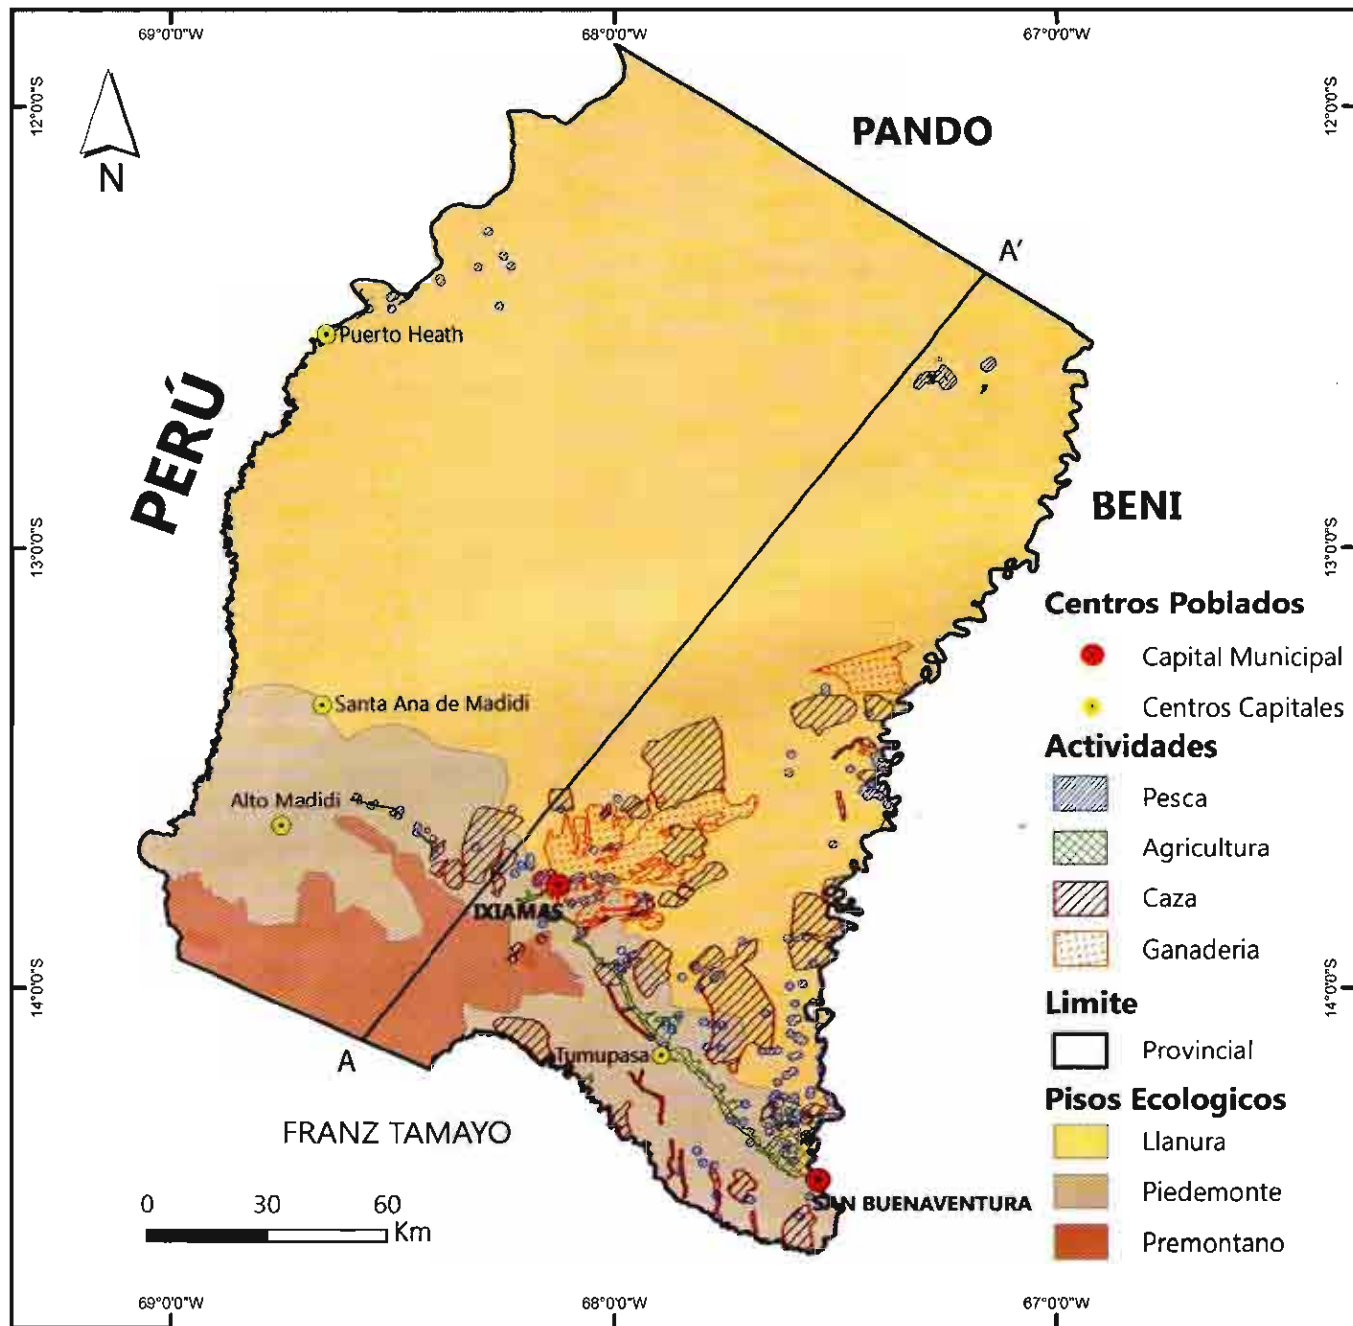 69°0'0"W
68°0'0"W
67°0'0"W
12°0'0"S
12°0'0"S
N
PANDO
A'
Puerto Heath
PERÚ
BENI
13°0'0"S
13°0'0"S
Centros Poblados
Capital Municipal
Centros Capitales
Santa Ana de Madidi
Actividades
Pesca
Alto Madidi
Agricultura
Caza
IXIAMAS
Ganaderia
14°0'0"S
14°0'0"S
Limite
Provincial
A
Tumupasa
Pisos Ecologicos
FRANZ TAMAYO
Llanura
Piedemonte
SAN BUENAVENTURA
0 30 60
Km
Premontano
69°0'0"W
68°0'0"W
67°0'0"W